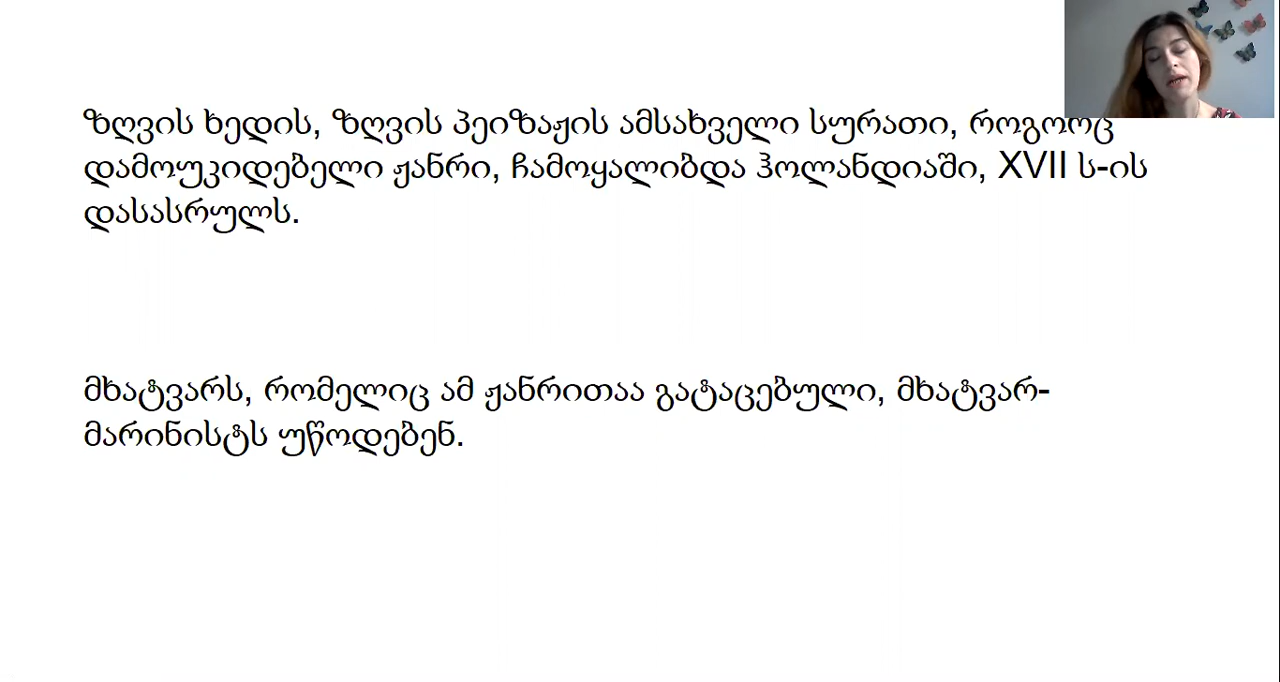 ზღვის ხედის, ზღვის პეიზაჟის ამსახველი სურათი, როგორც
დამოუკიდებელი ჟანრი, ჩამოყალიბდა ჰოლანდიაში, XVII ს-ის
დასასრულს.
მხატვარს, რომელიც ამ ჟანრითაა გატაცებული, მხატვარ-
მარინისტს უწოდებენ.